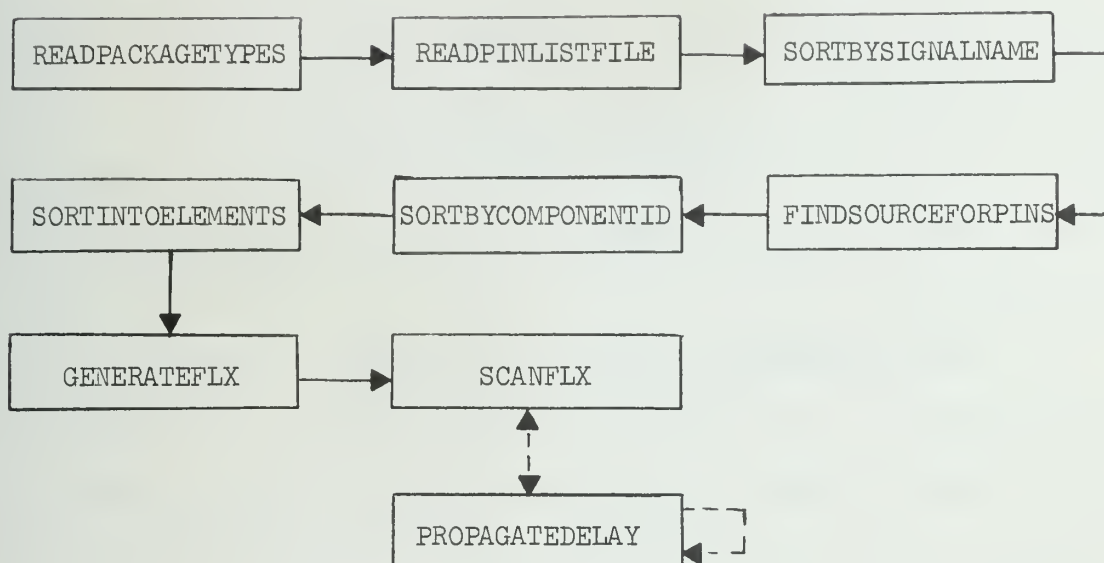 READPACKAGETYPES
READPINLISTFILE
SORTBYSIGNALNAME
FINDSOURCEFORPINS
SORTBYCOMPONENTID
SORTINTOELEMENTS
GENERATEFLX
SCANFLX
PROPAGATEDELAY